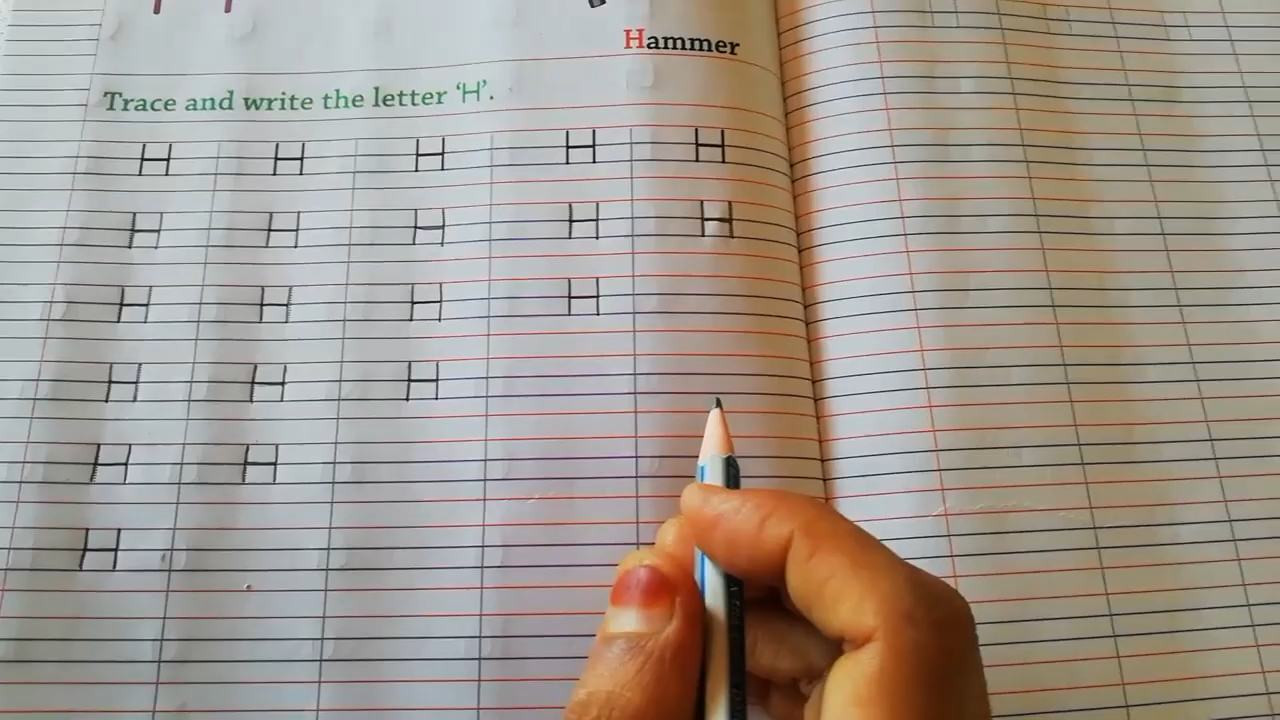 Hammer
Trace and write the letter ‘H’.
H H H H H
H H H H H
H H H H
H H H
H H
H